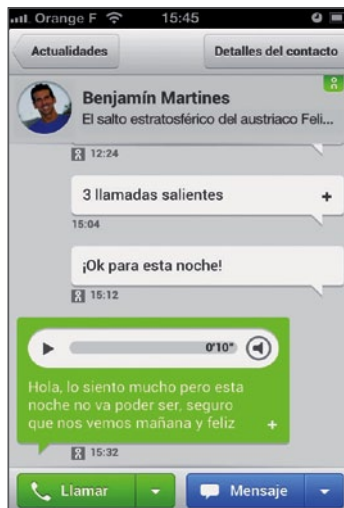 Orange F 15:45
Actualidades Detalles del contacto
Benjamín Martines
El salto estratosférico del austriaco Feli...
12:24
3 llamadas salientes +
15:04
¡Ok para esta noche!
15:12
0'10"
Hola, lo siento mucho pero esta
noche no va poder ser, seguro
que nos vemos mañana y feliz +
15:32
Llamar Mensaje